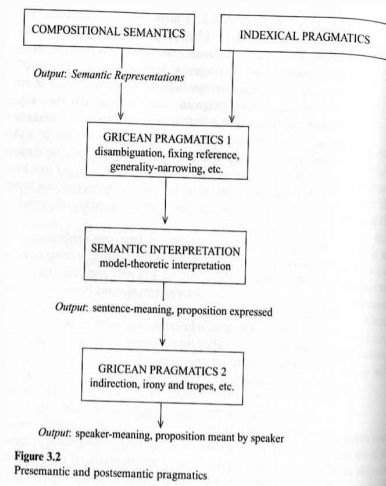 COMPOSITIONAL SEMANTICS
INDEXICAL PRAGMATICS
Output: Semantic Representations
GRICEAN PRAGMATICS 1
disambiguation, fixing reference,
generality-narrowing, etc.
SEMANTIC INTERPRETATION
model-theoretic interpretation
Output: sentence-meaning, proposition expressed
GRICEAN PRAGMATICS 2
indirection, irony and tropes, etc.
Output: speaker-meaning, proposition meant by speaker
Figure 3.2
Presemantic and postsemantic pragmatics